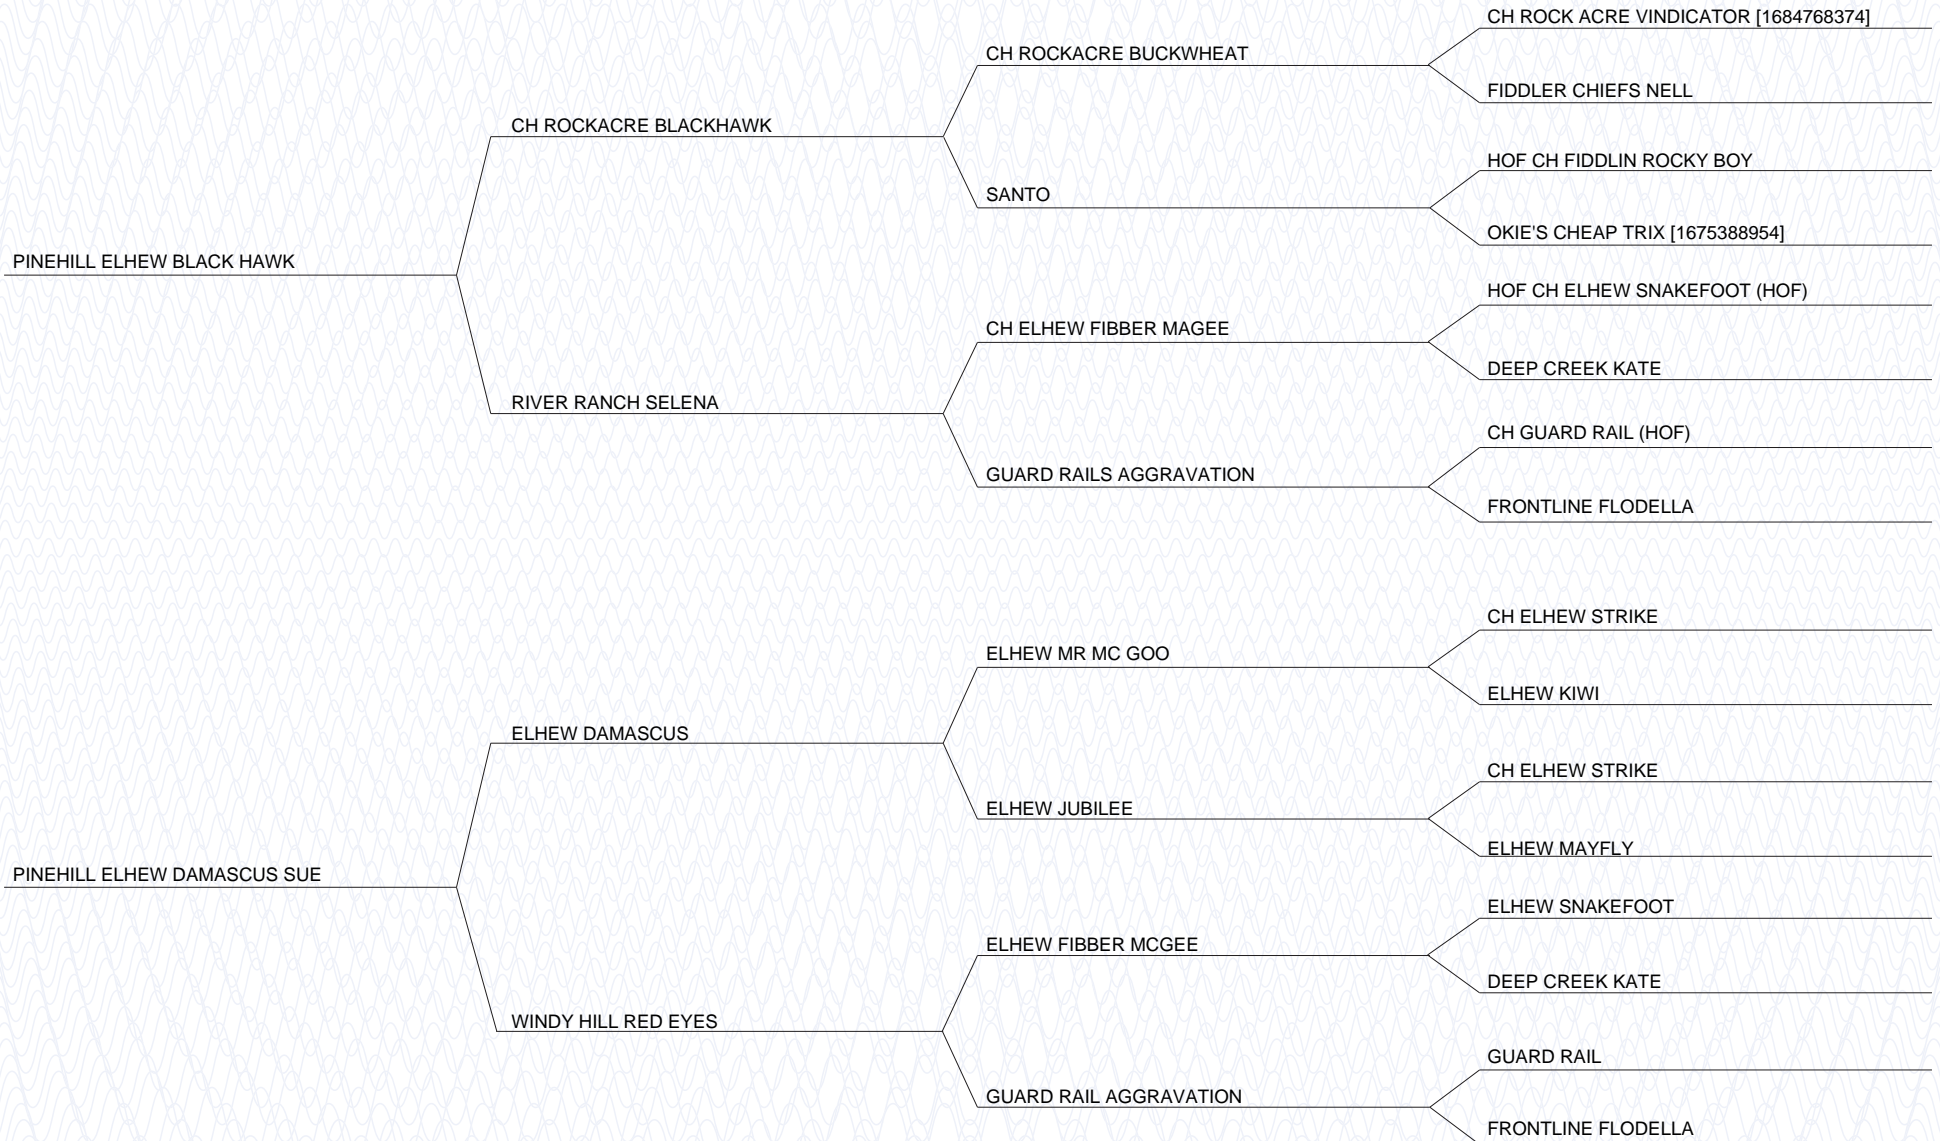 CH ROCK ACRE VINDICATOR [1684768374]
CH ROCKACRE BUCKWHEAT
FIDDLER CHIEFS NELL
CH ROCKACRE BLACKHAWK
HOF CH FIDDLIN ROCKY BOY
SANTO
OKIE'S CHEAP TRIX [1675388954]
PINEHILL ELHEW BLACK HAWK
HOF CH ELHEW SNAKEFOOT (HOF)
CH ELHEW FIBBER MAGEE
DEEP CREEK KATE
RIVER RANCH SELENA
CH GUARD RAIL (HOF)
GUARD RAILS AGGRAVATION
FRONTLINE FLODELLA
CH ELHEW STRIKE
ELHEW MR MC GOO
ELHEW KIWI
ELHEW DAMASCUS
CH ELHEW STRIKE
ELHEW JUBILEE
ELHEW MAYFLY
PINEHILL ELHEW DAMASCUS SUE
ELHEW SNAKEFOOT
ELHEW FIBBER MCGEE
DEEP CREEK KATE
WINDY HILL RED EYES
GUARD RAIL
GUARD RAIL AGGRAVATION
FRONTLINE FLODELLA